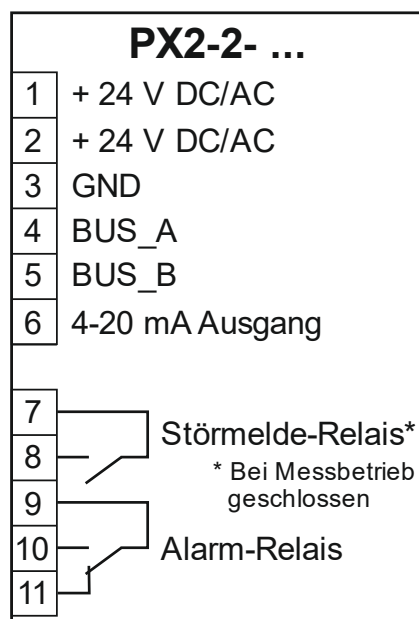 PX2-2- ...
1 + 24 V DC/AC
2 + 24 V DC/AC
3 GND
4 BUS_A
5 BUS_B
6 4-20 mA Ausgang
7
Störmelde-Relais*
8
* Bei Messbetrieb
geschlossen
9
10 Alarm-Relais
11